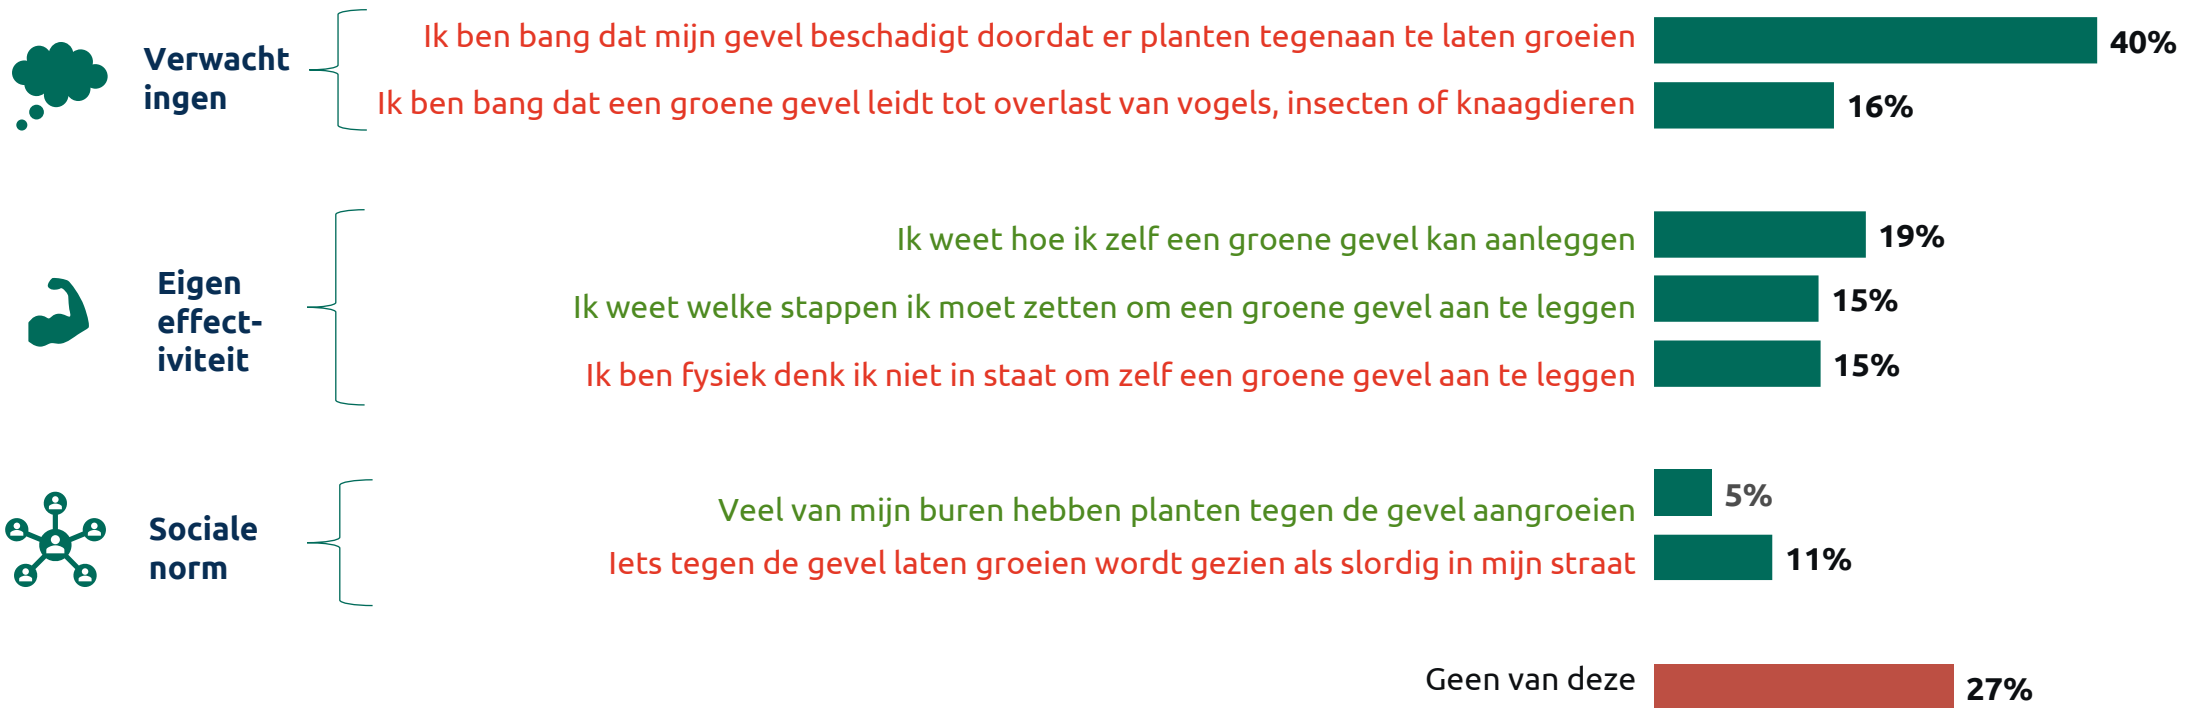 Verwacht
ingen
Ik ben bang dat mijn gevel beschadigt doordat er planten tegenaan te laten groeien 40%
Ik ben bang dat een groene gevel leidt tot overlast van vogels, insecten of knaagdieren 16%
Eigen
effect-
iviteit
Ik weet hoe ik zelf een groene gevel kan aanleggen 19%
Ik weet welke stappen ik moet zetten om een groene gevel aan te leggen 15%
Ik ben fysiek denk ik niet in staat om zelf een groene gevel aan te leggen 15%
Sociale
norm
Veel van mijn buren hebben planten tegen de gevel aangroeien 5%
Iets tegen de gevel laten groeien wordt gezien als slordig in mijn straat 11%
Geen van deze 27%